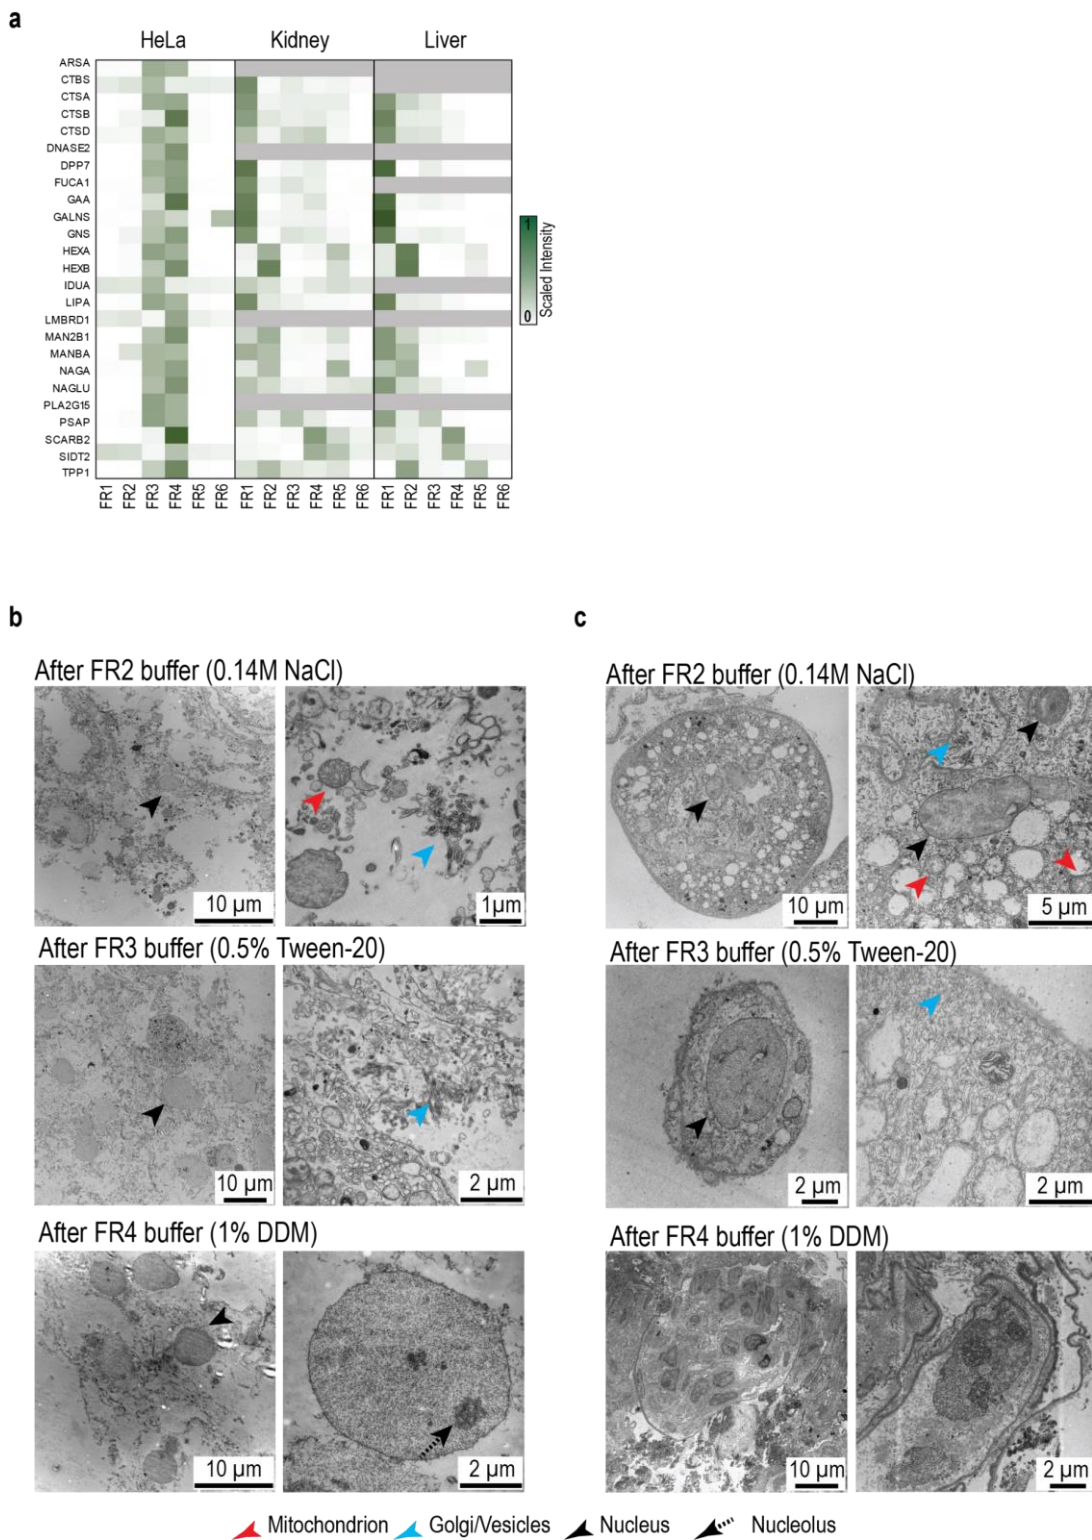 a
HeLa Kidney Liver
ARSA
CTBS
CTSA
CTSB
CTSD
DNASE2
DPP7
FUCA1
GAA
GALNS
GNS
HEXA
HEXB
IDUA
LIPA
LMBRD1
MAN2B1
MANBA
NAGA
NAGLU
PLA2G15
PSAP
SCARB2
SIDT2
TPP1
1
0
Scaled Intensity
FR1 FR2 FR3 FR4 FR5 FR6 FR1 FR2 FR3 FR4 FR5 FR6 FR1 FR2 FR3 FR4 FR5 FR6
b
After FR2 buffer (0.14M NaCl)
10 µm 1µm
After FR3 buffer (0.5% Tween-20)
10 µm 2 µm
After FR4 buffer (1% DDM)
10 µm 2 µm
c
After FR2 buffer (0.14M NaCl)
10 µm 5 µm
After FR3 buffer (0.5% Tween-20)
2 µm 2 µm
After FR4 buffer (1% DDM)
10 µm 2 µm
Mitochondrion Golgi/Vesicles Nucleus Nucleolus